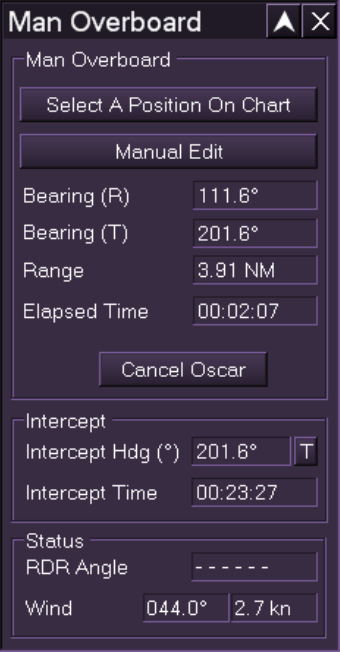 Man Overboard
Man Overboard
Select A Position On Chart
Manual Edit
Bearing (R) 111.6°
Bearing (T) 201.6°
Range 3.91 NM
Elapsed Time 00:02:07
Cancel Oscar
Intercept
Intercept Hdg (°) 201.6° T
Intercept Time 00:23:27
Status
RDR Angle ------
Wind 044.0° 2.7 kn